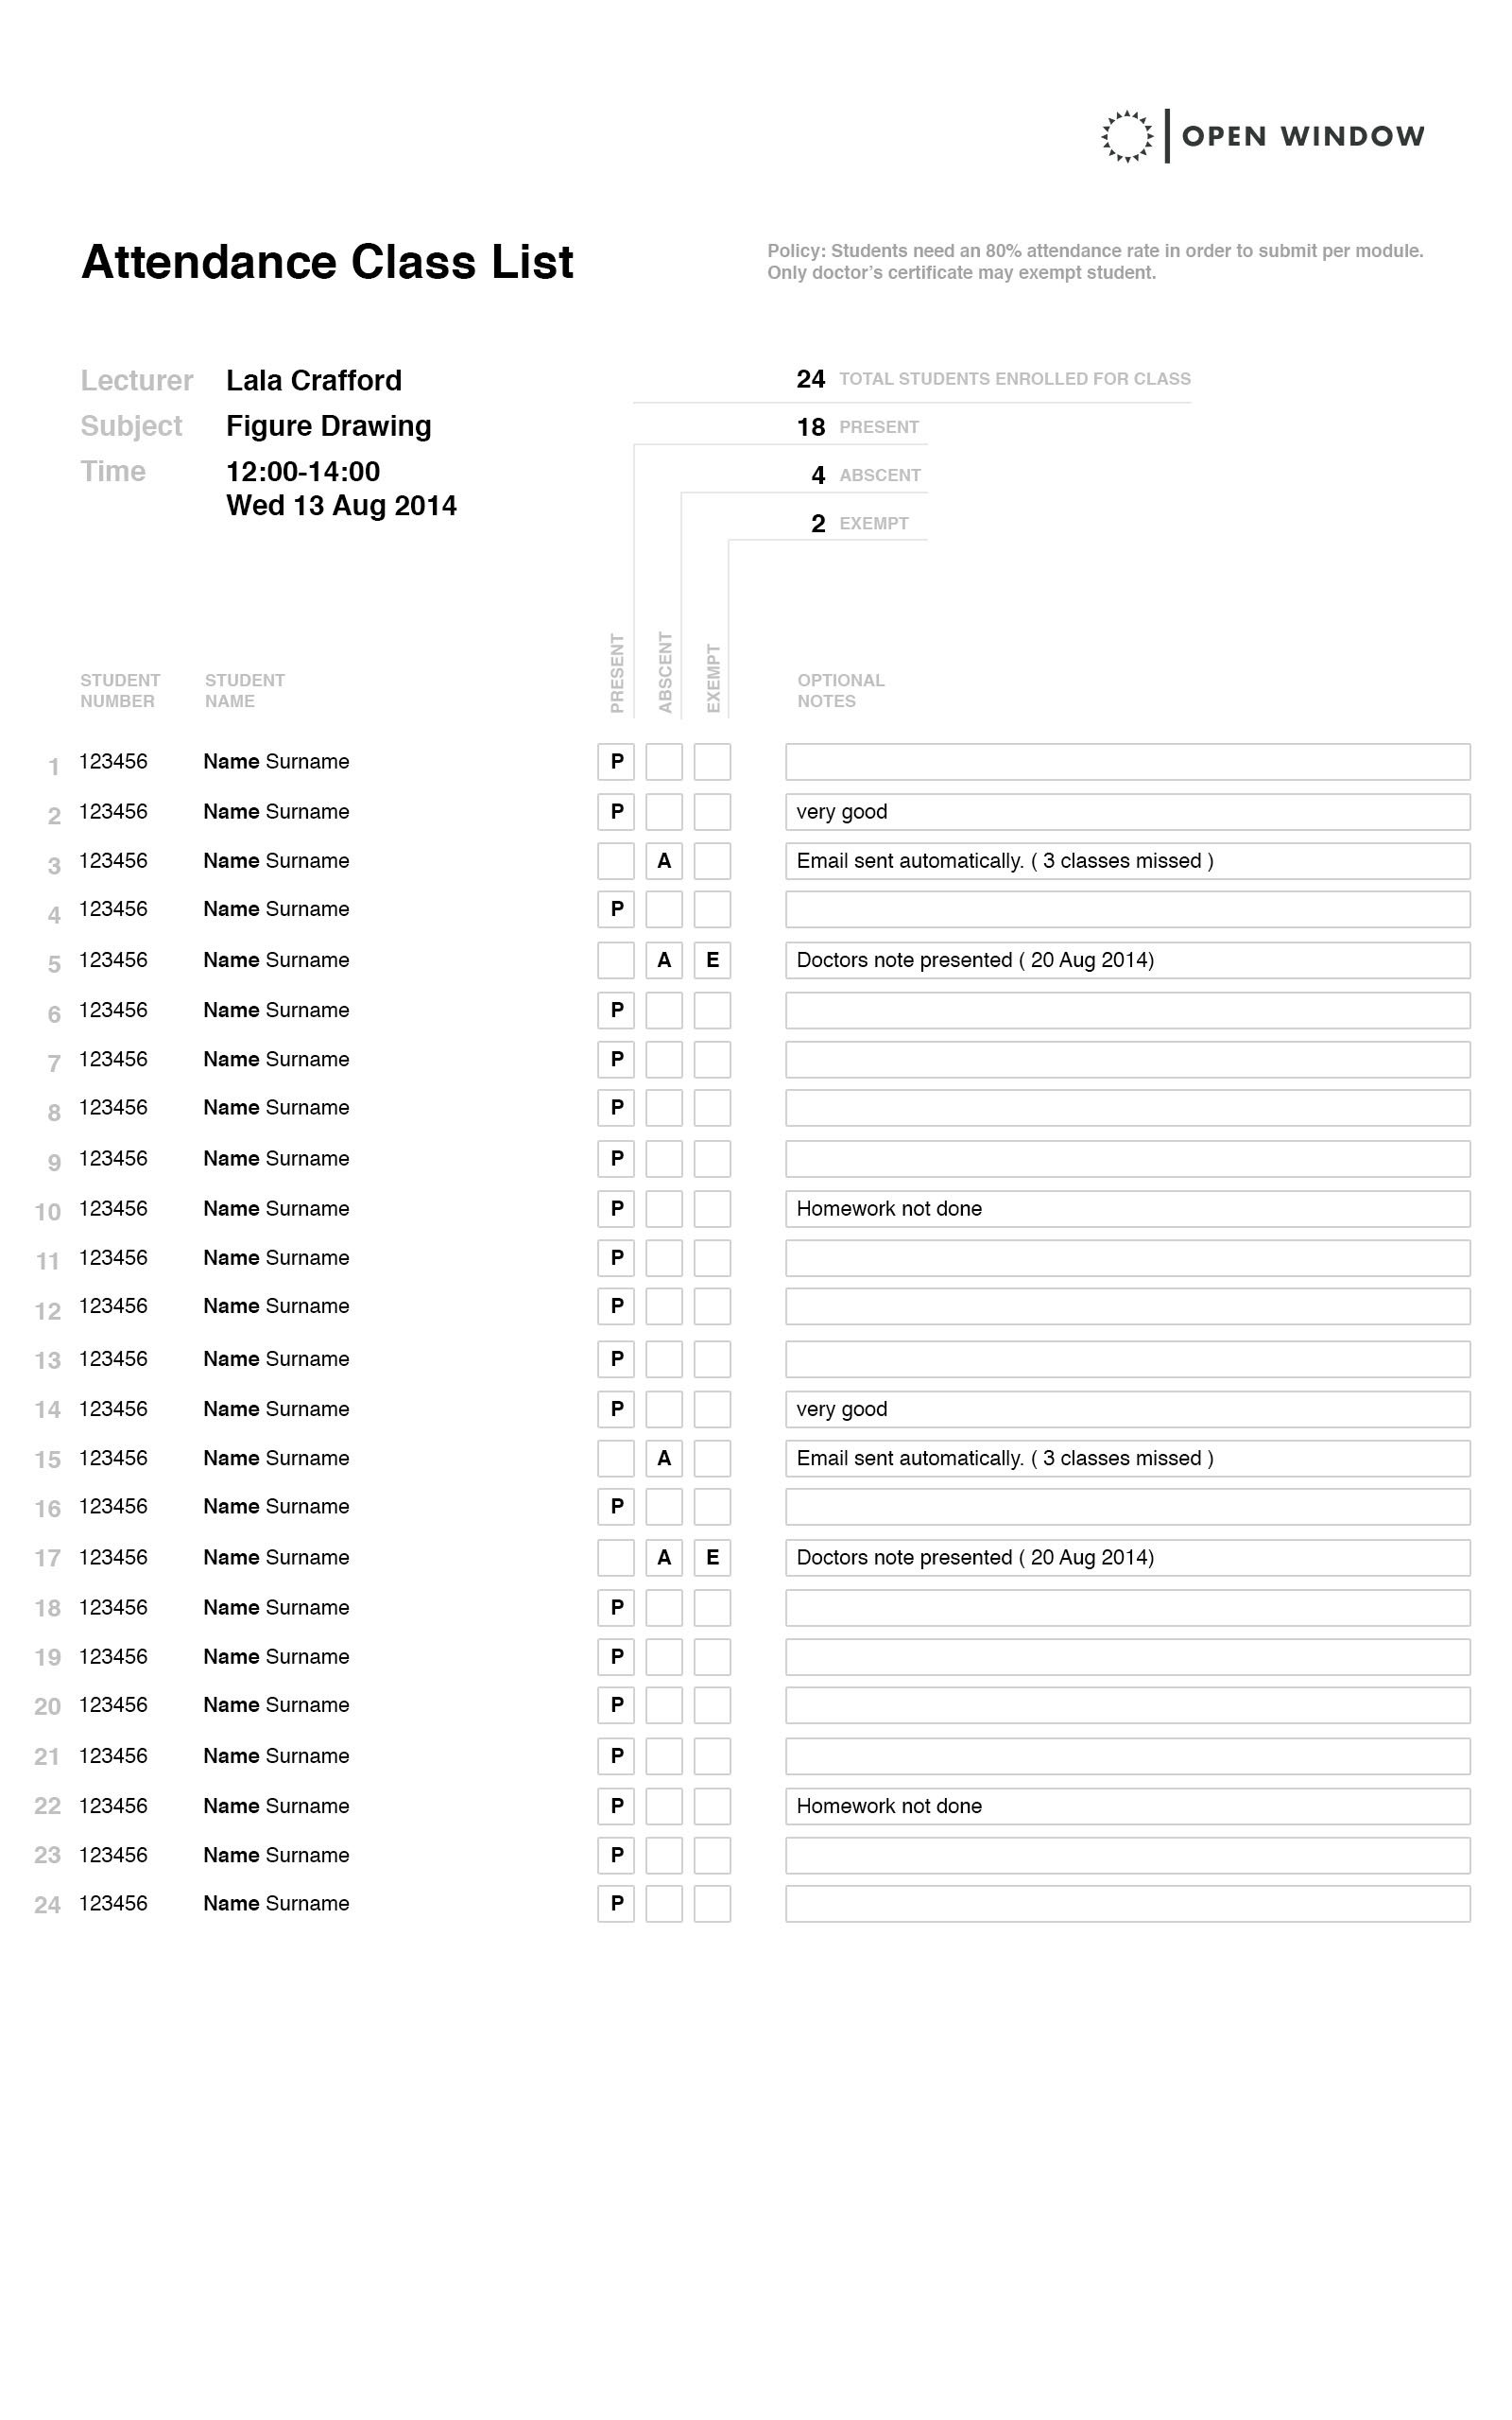 OPEN WINDOW
Attendance Class List
Policy: Students need an 80% attendance rate in order to submit per module.
Only doctor's certificate may exempt student.
Lecturer Lala Crafford
Subject Figure Drawing
Time 12:00-14:00
Wed 13 Aug 2014
24 TOTAL STUDENTS ENROLLED FOR CLASS
18 PRESENT
4 ABSCENT
2 EXEMPT
STUDENT NUMBER
STUDENT NAME
PRESENT
ABSCENT
EXEMPT
OPTIONAL NOTES
1 123456 Name Surname P
2 123456 Name Surname P very good
3 123456 Name Surname A Email sent automatically. ( 3 classes missed )
4 123456 Name Surname P
5 123456 Name Surname A E Doctors note presented ( 20 Aug 2014)
6 123456 Name Surname P
7 123456 Name Surname P
8 123456 Name Surname P
9 123456 Name Surname P
10 123456 Name Surname P Homework not done
11 123456 Name Surname P
12 123456 Name Surname P
13 123456 Name Surname P
14 123456 Name Surname P very good
15 123456 Name Surname A Email sent automatically. ( 3 classes missed )
16 123456 Name Surname P
17 123456 Name Surname A E Doctors note presented ( 20 Aug 2014)
18 123456 Name Surname P
19 123456 Name Surname P
20 123456 Name Surname P
21 123456 Name Surname P
22 123456 Name Surname P Homework not done
23 123456 Name Surname P
24 123456 Name Surname P